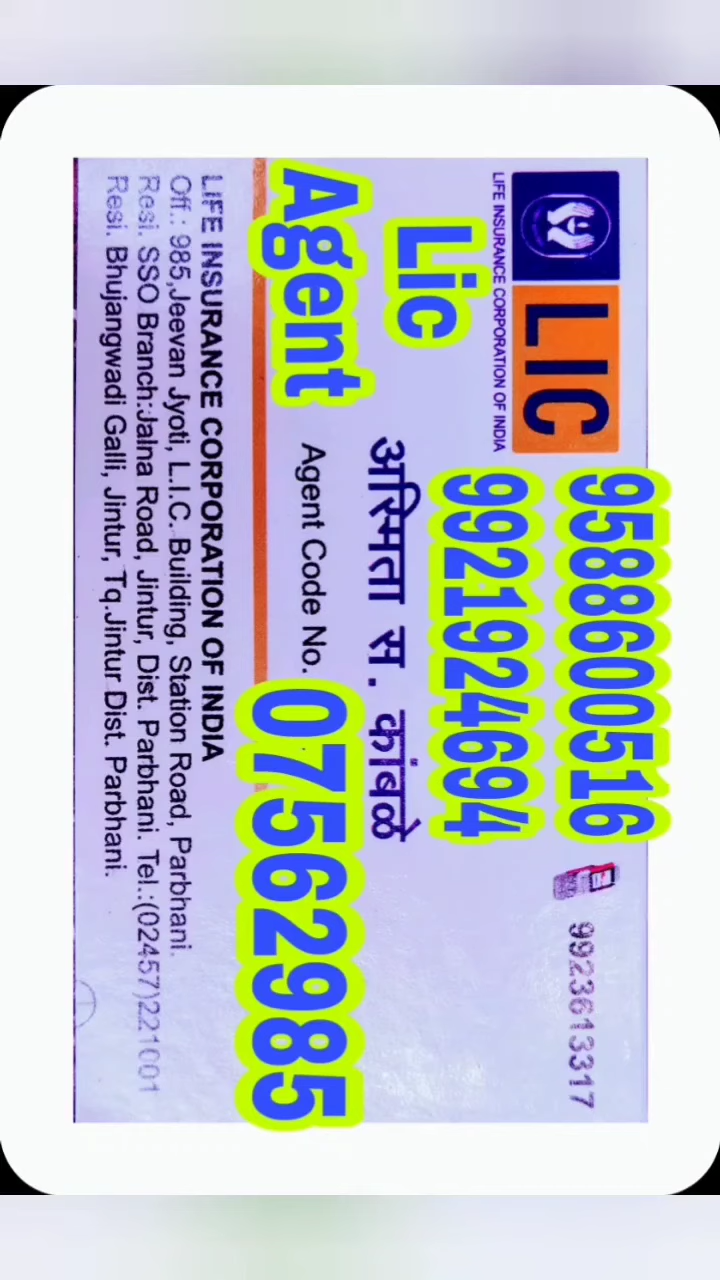 LIC
LIFE INSURANCE CORPORATION OF INDIA
9588600516
9921924694
9923613317
Lic
Agent
अस्मिता स. कांबळे
Agent Code No. 07562985
LIFE INSURANCE CORPORATION OF INDIA
Off.: 985,Jeevan Jyoti, L.I.C. Building, Station Road, Parbhani.
Resi. SSO Branch:Jalna Road, Jintur, Dist. Parbhani. Tel.:(02457)221001
Resi. Bhujangwadi Galli, Jintur, Tq.Jintur Dist. Parbhani.